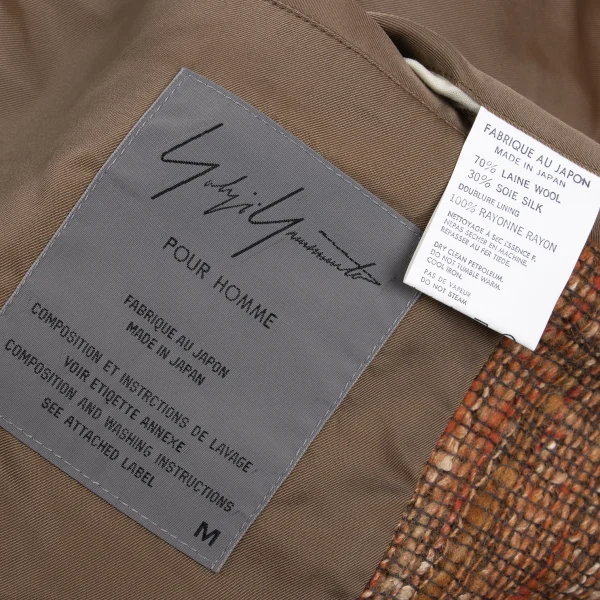 Yohji Yamamoto
POUR HOMME
FABRIQUE AU JAPON
MADE IN JAPAN
COMPOSITION ET INSTRCTIONS DE LAVAGE
VOIR ETIQETTE ANNEXE
COMPOSITION AND WASHING INSTRUCTIONS
SEE ATTACHED LABEL
M
FABRIQUE AU JAPON
MADE IN JAPAN
70% LAINE WOOL
30% SOIE SILK
DOUBLURE LINING
100% RAYONNE RAYON
NETTOYAGE A SEC ESSENCE F.
NEPAS SECHER EN MACHINE.
REPASSER AU FER TIEDE.
DRY CLEAN PETROLEUM.
DO NOT TUMBLE WARM.
COOL IRON.
PAS DE VAPEUR
DO NOT STEAM